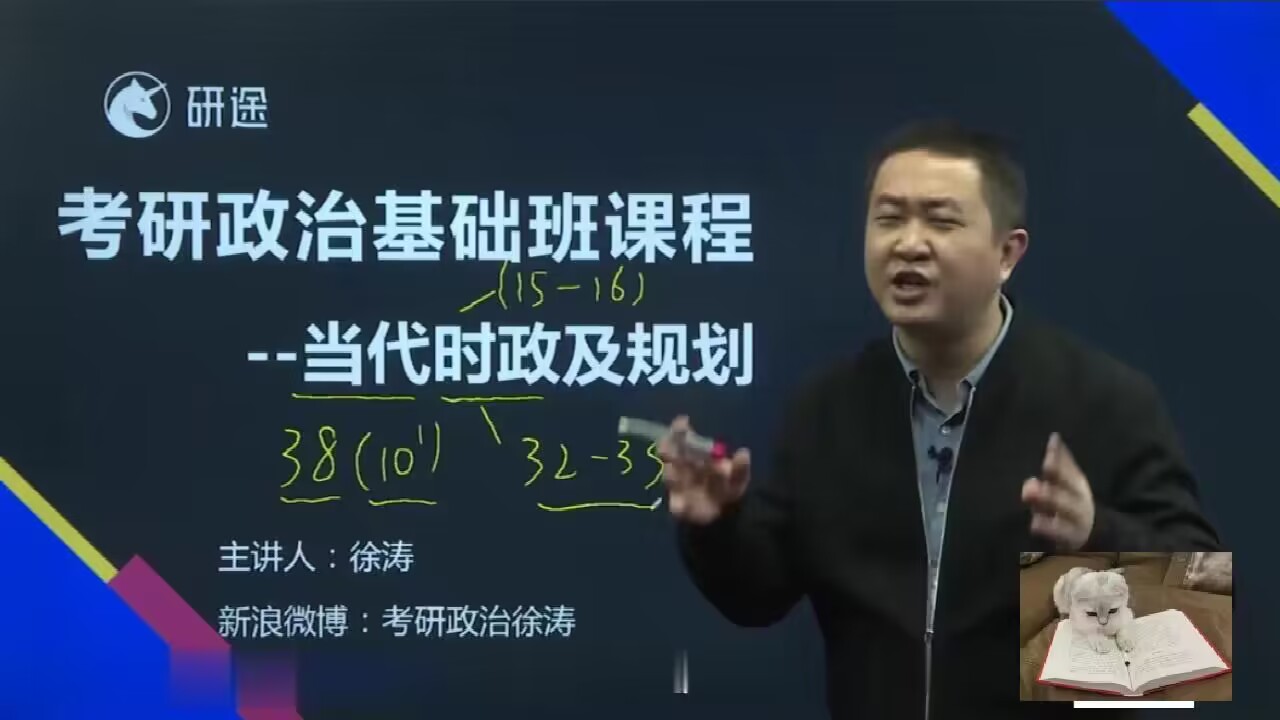 研途
考研政治基础班课程
(15-16)
--当代时政及规划
38(10')
32-33
主讲人：徐涛
新浪微博：考研政治徐涛